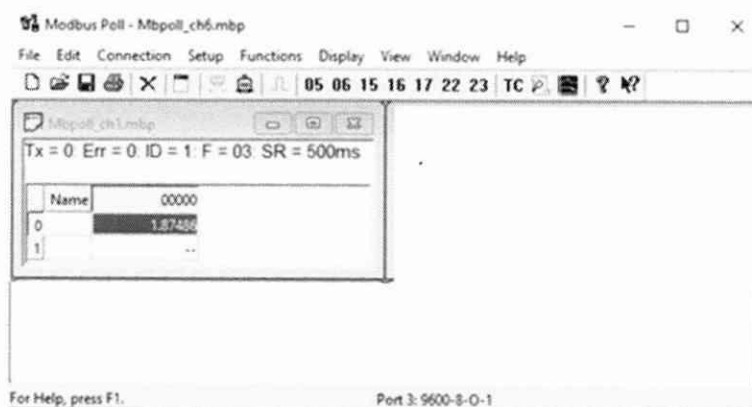 Modbus Poll - Mbpoll_ch6.mbp
File Edit Connection Setup Functions Display View Window Help
05 06 15 16 17 22 23 TC
Mbpoll_ch1.mbp
Tx = 0: Err = 0: ID = 1: F = 03: SR = 500ms
Name 00000
0 1.87486
1 --
For Help, press F1. Port 3: 9600-8-O-1